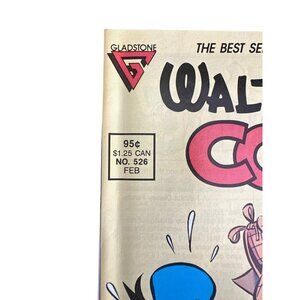 GLADSTONE
THE BEST SE
WAL
CO
95¢
$1.25 CAN
NO. 526
FEB